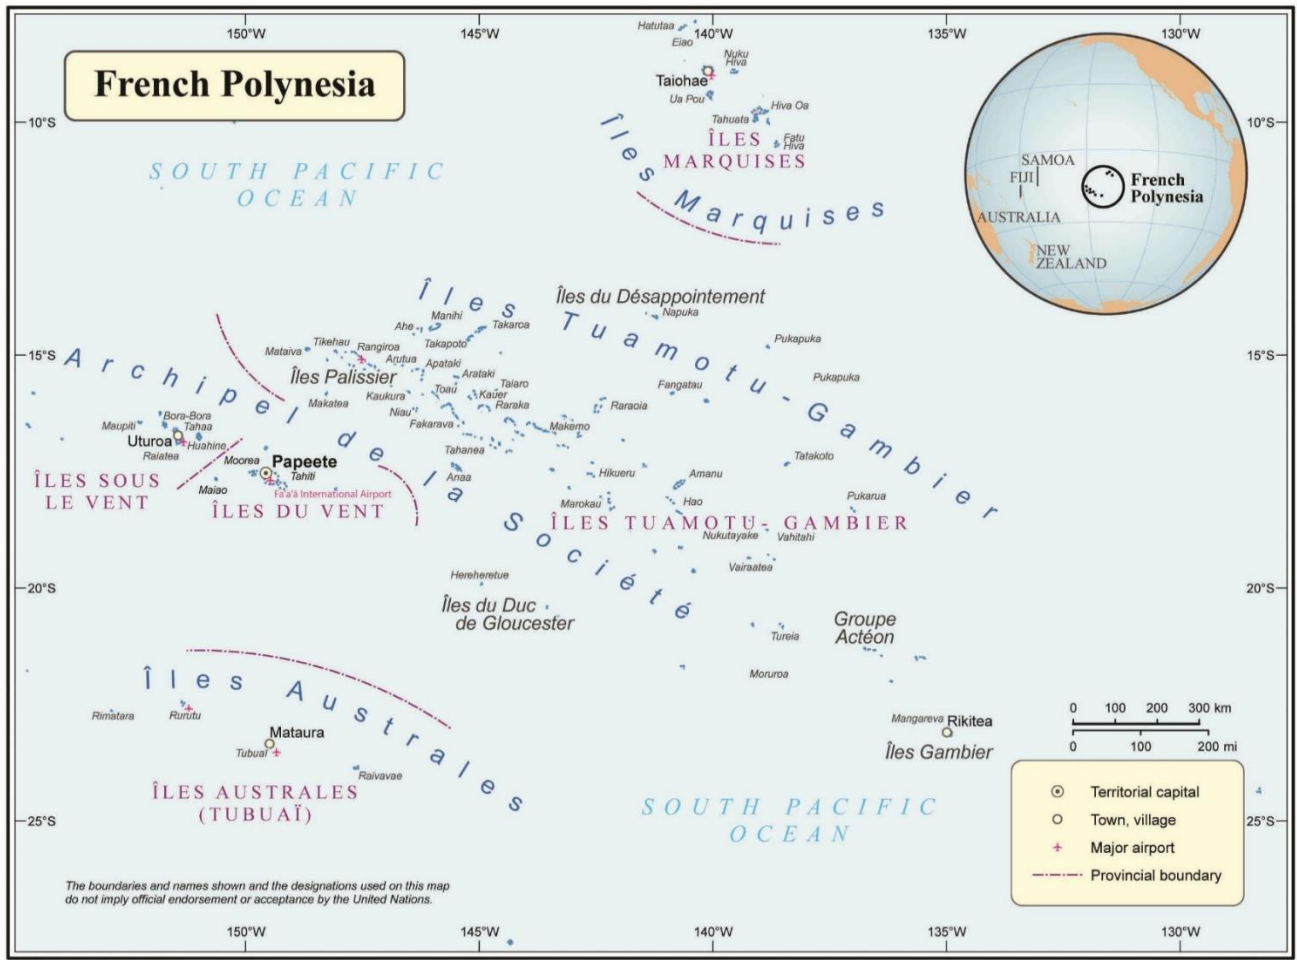 150°W
145°W
140°W
135°W
130°W
French Polynesia
Hatutaa
Eiao
Nuku
Hiva
Taiohae
Ua Pou
Hiva Oa
Tahuata
Fatu
Hiva
ÎLES
MARQUISES
Îles Marquises
10°S
10°S
SOUTH PACIFIC
OCEAN
SAMOA
FIJI
French
Polynesia
AUSTRALIA
NEW
ZEALAND
Îles Tuamotu-Gambier
Îles du Désappointement
Napuka
Manihi
Ahe
Takaroa
Takapoto
Pukapuka
Tikehau
Rangiroa
Mataiva
Arutua
Apataki
15°S
15°S
Îles Palissier
Arataki
Taiaro
Toau
Kauer
Kaukura
Raraka
Makatea
Niau
Fakarava
Fangatau
Pukapuka
Raraoia
Makemo
Tahanea
Anaa
Archipel de la Société
Bora-Bora
Maupiti
Tahaa
Uturoa
Huahine
Raiatea
Moorea
Papeete
Tahiti
Maiao
Fa'a'ā International Airport
ÎLES SOUS
LE VENT
ÎLES DU VENT
Hikueru
Amanu
Tatakoto
Marokau
Hao
Pukarua
ÎLES TUAMOTU- GAMBIER
Nukutayake
Vahitahi
Vairaatea
20°S
20°S
Hereheretue
Îles du Duc
de Gloucester
Groupe
Actéon
Tureia
Moruroa
Îles Australes
Rimatara
Rurutu
Mataura
Tubuai
Raivavae
ÎLES AUSTRALES
(TUBUAÏ)
Mangareva
Rikitea
Îles Gambier
0 100 200 300 km
0 100 200 mi
SOUTH PACIFIC
OCEAN
25°S
25°S
Territorial capital
Town, village
Major airport
Provincial boundary
The boundaries and names shown and the designations used on this map
do not imply official endorsement or acceptance by the United Nations.
150°W
145°W
140°W
135°W
130°W